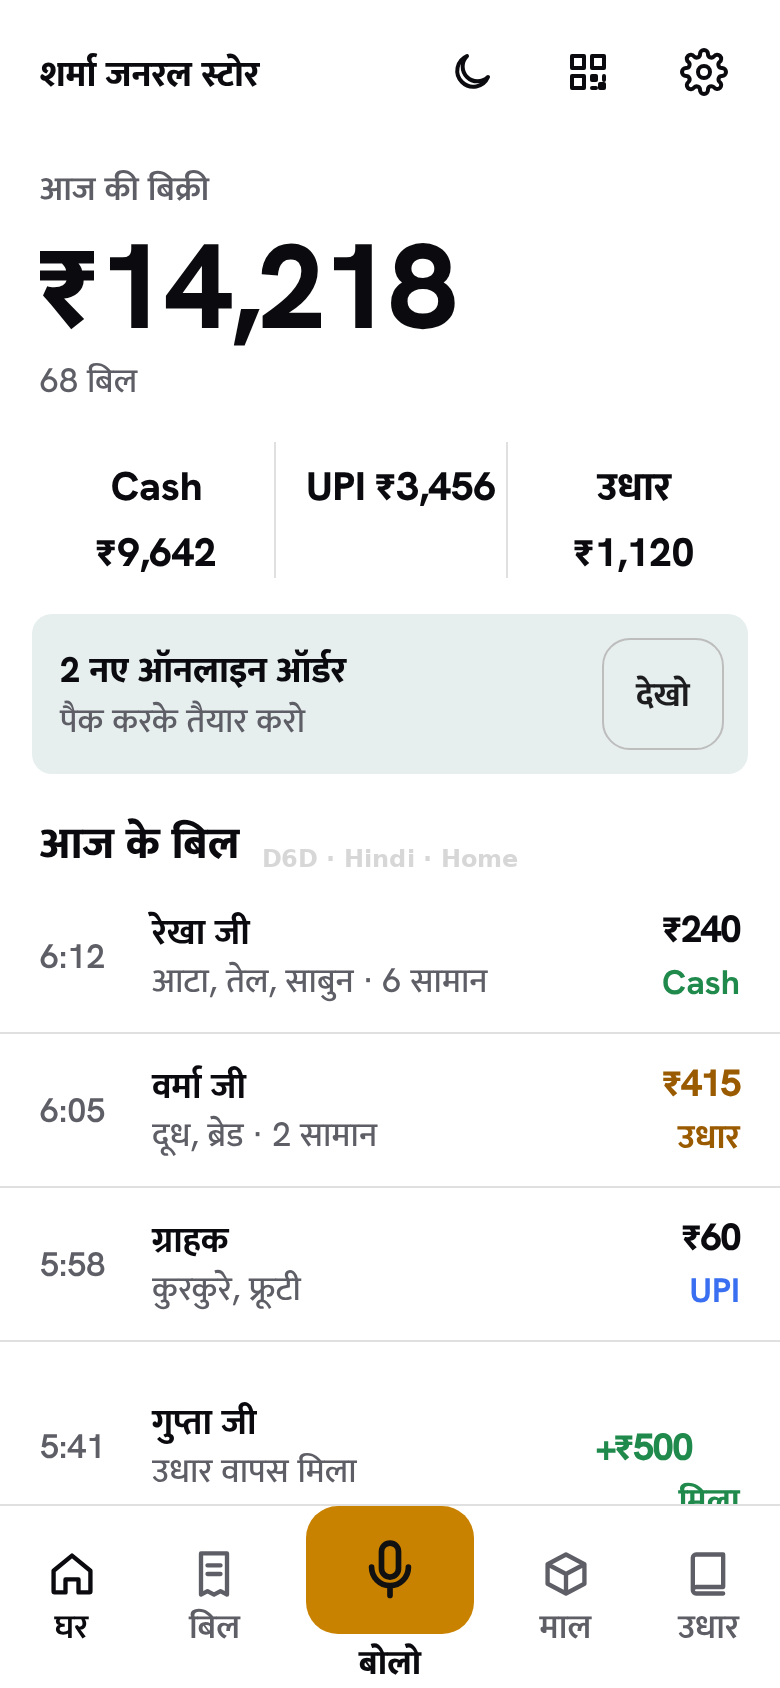 शर्मा जनरल स्टोर
आज की बिक्री
₹14,218
68 बिल
Cash
₹9,642
UPI ₹3,456
उधार
₹1,120
2 नए ऑनलाइन ऑर्डर
पैक करके तैयार करो
देखो
आज के बिल
D6D · Hindi · Home
6:12
रेखा जी
आटा, तेल, साबुन · 6 सामान
₹240
Cash
6:05
वर्मा जी
दूध, ब्रेड · 2 सामान
₹415
उधार
5:58
ग्राहक
कुरकुरे, फ्रूटी
₹60
UPI
5:41
गुप्ता जी
उधार वापस मिला
+₹500
मिला
घर
बिल
बोलो
माल
उधार